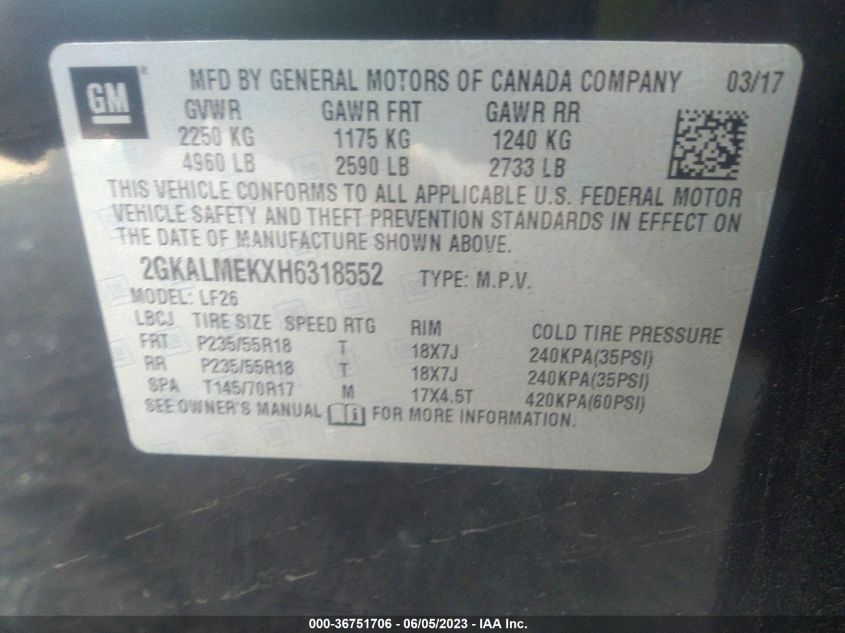 GM
MFD BY GENERAL MOTORS OF CANADA COMPANY 03/17
GVWR GAWR FRT GAWR RR
2250 KG 1175 KG 1240 KG
4960 LB 2590 LB 2733 LB
THIS VEHICLE CONFORMS TO ALL APPLICABLE U.S. FEDERAL MOTOR
VEHICLE SAFETY AND THEFT PREVENTION STANDARDS IN EFFECT ON
THE DATE OF MANUFACTURE SHOWN ABOVE.
2GKALMEKXH6318552 TYPE: M.P.V.
MODEL: LF26
LBCJ TIRE SIZE SPEED RTG RIM COLD TIRE PRESSURE
FRT P235/55R18 T 18X7J 240KPA(35PSI)
RR P235/55R18 T 18X7J 240KPA(35PSI)
SPA T145/70R17 M 17X4.5T 420KPA(60PSI)
SEE OWNER'S MANUAL i FOR MORE INFORMATION.
000-36751706 - 06/05/2023 - IAA Inc.